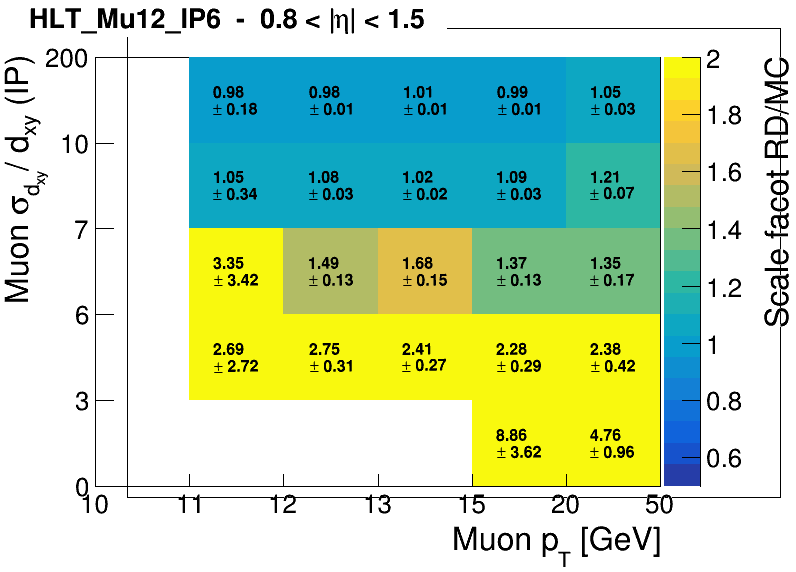 HLT_Mu12_IP6 - 0.8 < |η| < 1.5
Muon σ_{d_{xy}} / d_{xy} (IP)
200
10
7
6
3
0
0.98 0.98 1.01 0.99 1.05
± 0.18 ± 0.01 ± 0.01 ± 0.01 ± 0.03
1.05 1.08 1.02 1.09 1.21
± 0.34 ± 0.03 ± 0.02 ± 0.03 ± 0.07
3.35 1.49 1.68 1.37 1.35
± 3.42 ± 0.13 ± 0.15 ± 0.13 ± 0.17
2.69 2.75 2.41 2.28 2.38
± 2.72 ± 0.31 ± 0.27 ± 0.29 ± 0.42
8.86 4.76
± 3.62 ± 0.96
10 11 12 13 15 20 50
Muon p_T [GeV]
2
1.8
1.6
1.4
1.2
1
0.8
0.6
Scale facot RD/MC